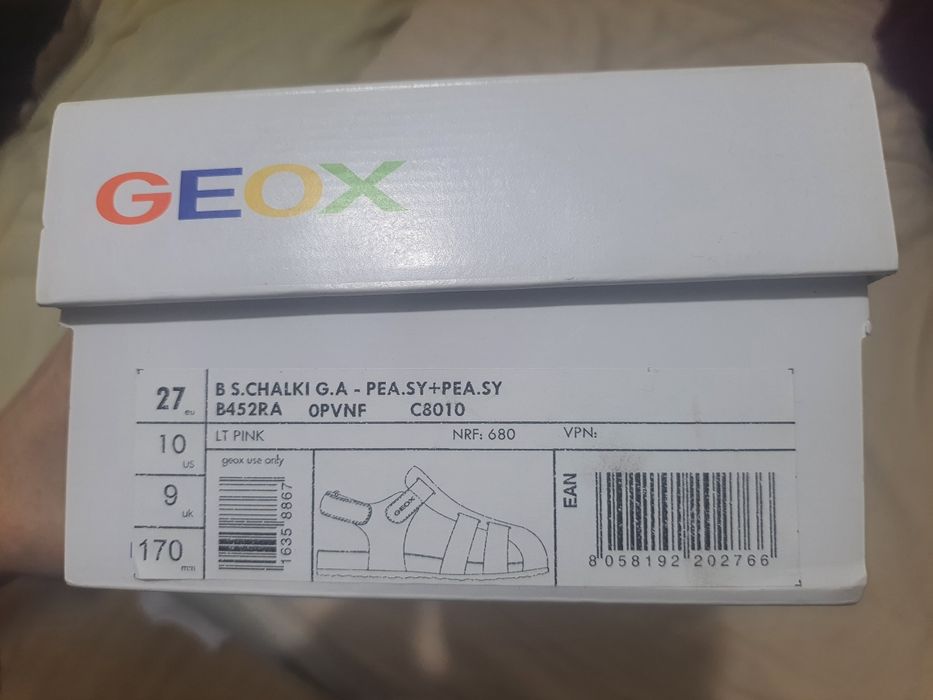 GEOX
27 eu
B S.CHALKI G.A - PEA.SY+PEA.SY
B452RA 0PVNF C8010
10 US
LT PINK NRF: 680 VPN:
geox use only
9 uk
170 mm
1635 8867
GEOX
EAN
8 058192 202766